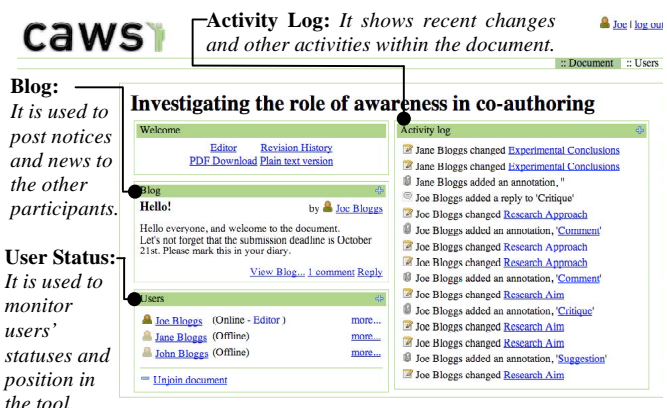 caws
Activity Log: It shows recent changes
and other activities within the document.
Joe | log out
:: Document :: Users
Blog:
It is used to
post notices
and news to
the other
participants.
User Status:
It is used to
monitor
users'
statuses and
position in
the tool
Investigating the role of awareness in co-authoring
Welcome
Editor Revision History
PDF Download Plain text version
Blog
Hello! by Joe Bloggs
Hello everyone, and welcome to the document.
Let's not forget that the submission deadline is October
21st. Please mark this in your diary.
View Blog... 1 comment Reply
Users
Joe Bloggs (Online - Editor ) more...
Jane Bloggs (Offline) more...
John Bloggs (Offline) more...
Unjoin document
Activity log
Jane Bloggs changed Experimental Conclusions
Jane Bloggs changed Experimental Conclusions
Jane Bloggs added an annotation, ''
Joe Bloggs added a reply to 'Critique'
Joe Bloggs changed Research Approach
Joe Bloggs added an annotation, 'Comment'
Joe Bloggs changed Research Approach
Joe Bloggs changed Research Approach
Joe Bloggs added an annotation, 'Comment'
Joe Bloggs changed Research Aim
Joe Bloggs added an annotation, 'Critique'
Joe Bloggs changed Research Aim
Joe Bloggs changed Research Aim
Joe Bloggs added an annotation, 'Suggestion'
Joe Bloggs changed Research Aim